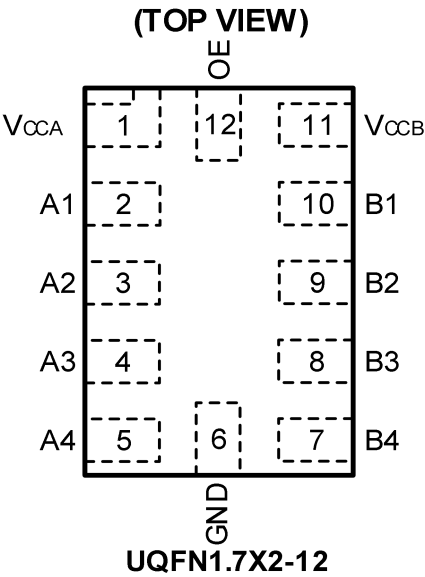 (TOP VIEW)
OE
VCCA 1 12 11 VCCB
A1 2 10 B1
A2 3 9 B2
A3 4 8 B3
A4 5 6 7 B4
GND
UQFN1.7X2-12